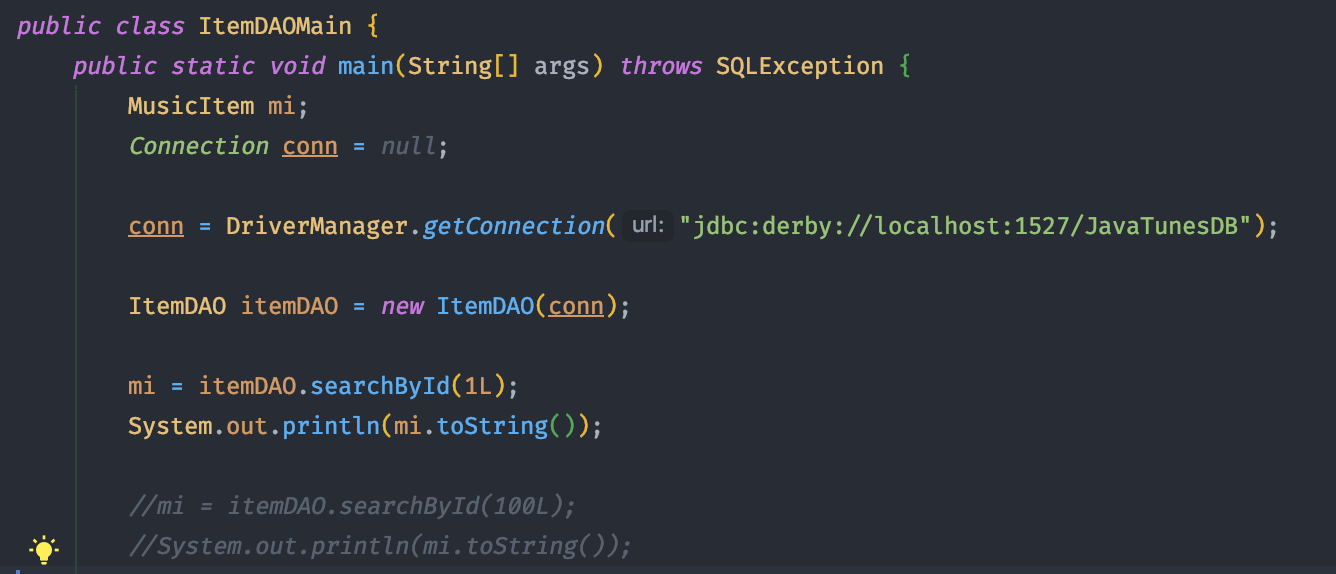 public class ItemDAOMain {
public static void main(String[] args) throws SQLException {
MusicItem mi;
Connection conn = null;
conn = DriverManager.getConnection( url: "jdbc:derby://localhost:1527/JavaTunesDB");
ItemDAO itemDAO = new ItemDAO(conn);
mi = itemDAO.searchById(1L);
System.out.println(mi.toString());
//mi = itemDAO.searchById(100L);
//System.out.println(mi.toString());